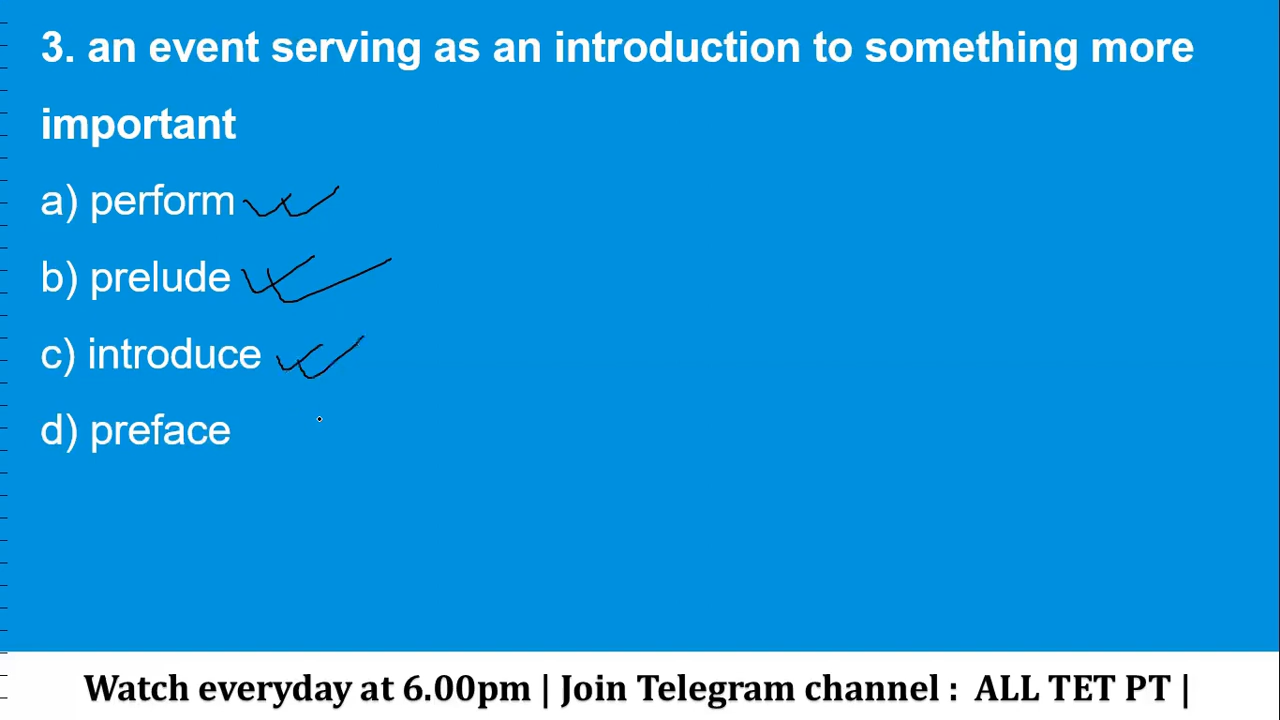 3. an event serving as an introduction to something more
important
a) perform
b) prelude
c) introduce
d) preface
Watch everyday at 6.00pm | Join Telegram channel : ALL TET PT |